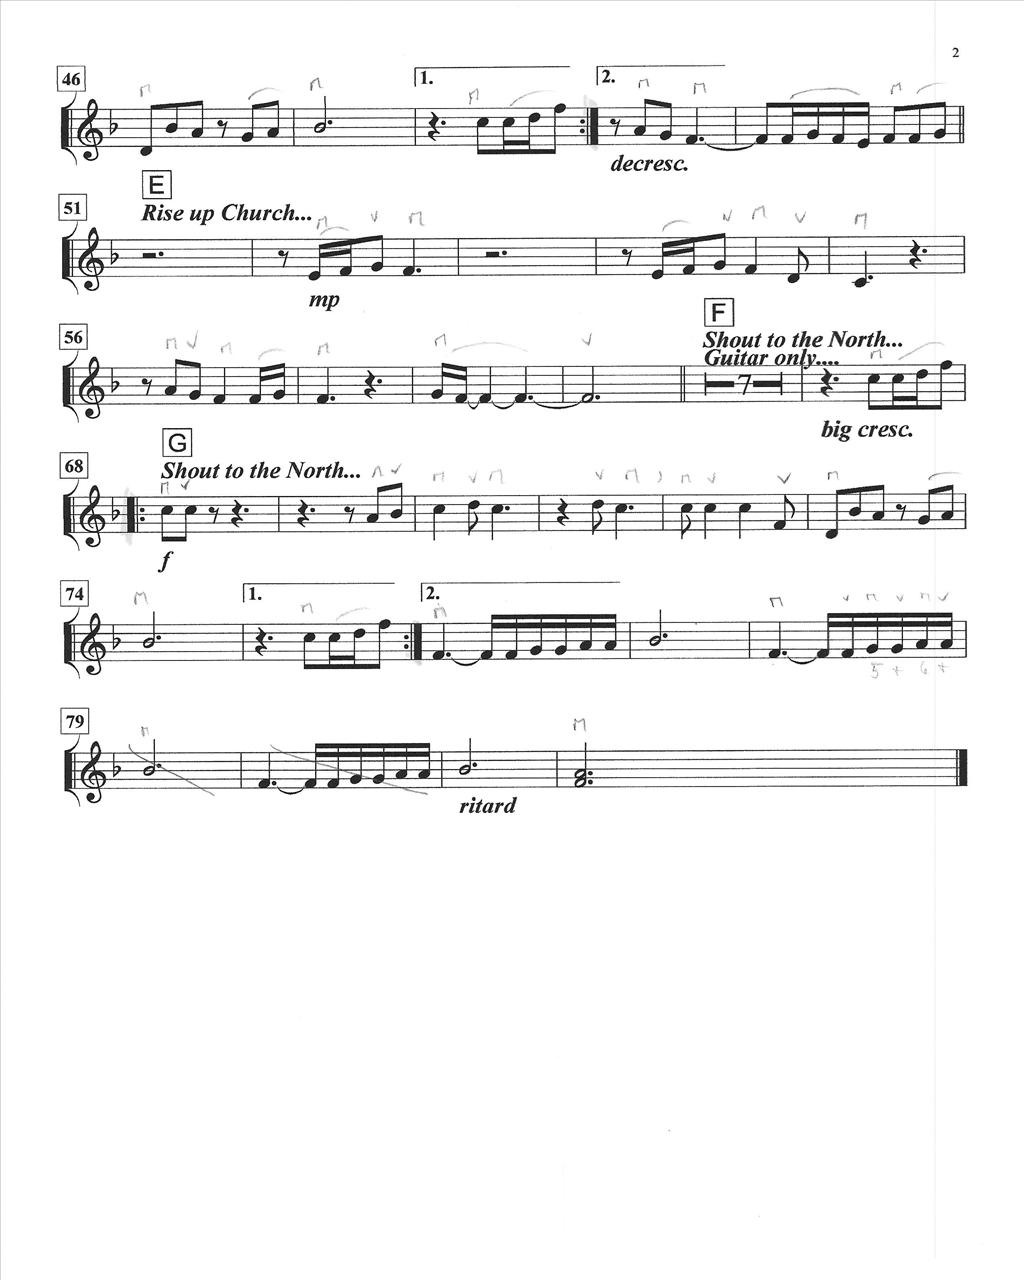 2
46
1.
2.
decresc.
51
E
Rise up Church...
mp
56
F
Shout to the North...
Guitar only....
7
big cresc.
68
G
Shout to the North...
f
74
1.
2.
5 + 6 +
79
ritard